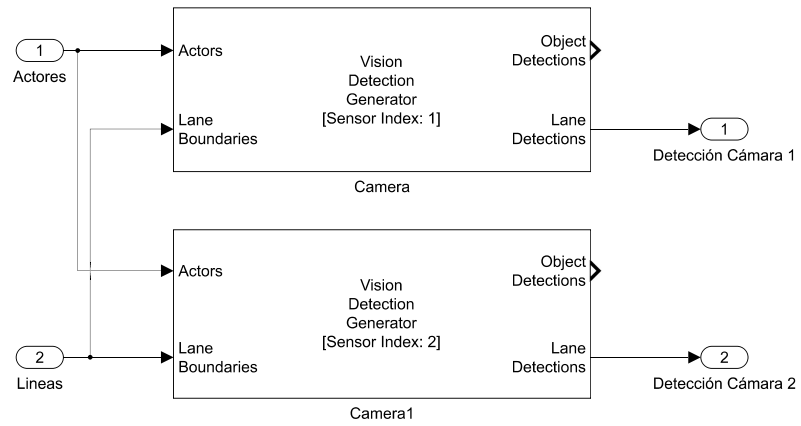 1
Actores
Actors
Lane
Boundaries
Vision
Detection
Generator
[Sensor Index: 1]
Object
Detections
Lane
Detections
1
Detección Cámara 1
Camera
Actors
Lane
Boundaries
Vision
Detection
Generator
[Sensor Index: 2]
Object
Detections
Lane
Detections
2
Lineas
2
Detección Cámara 2
Camera1